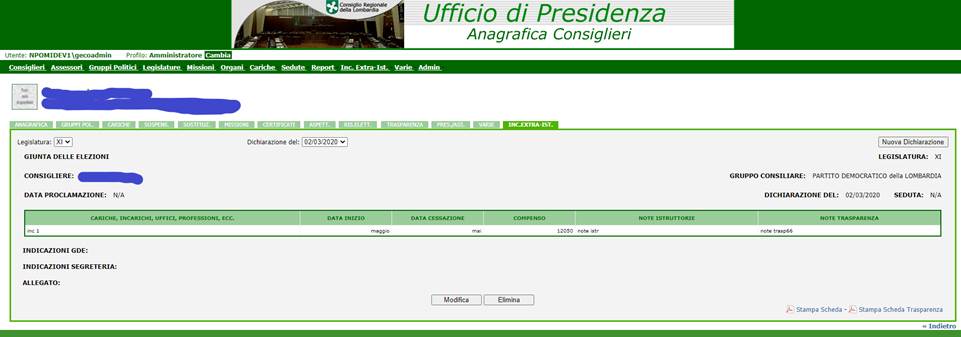 Consiglio Regionale
della Lombardia
Ufficio di Presidenza
Anagrafica Consiglieri
Utente: NPOMIDEV1\gecoadmin Profilo: Amministratore Cambia
Consiglieri Assessori Gruppi Politici Legislature Missioni Organi Cariche Sedute Report Inc. Extra-Ist. Varie Admin
ANAGRAFICA GRUPPI POL. CARICHE SOSPENS. SOSTITUZ. MISSIONI CERTIFICATI ASPETT. RIS.ELETT. TRASPARENZA PRES./ASS. VARIE INC.EXTRA-IST.
Legislatura: XI Dichiarazione del: 02/03/2020 Nuova Dichiarazione
GIUNTA DELLE ELEZIONI LEGISLATURA: XI
CONSIGLIERE: GRUPPO CONSILIARE: PARTITO DEMOCRATICO della LOMBARDIA
DATA PROCLAMAZIONE: N/A DICHIARAZIONE DEL: 02/03/2020 SEDUTA: N/A
CARICHE, INCARICHI, UFFICI, PROFESSIONI, ECC. DATA INIZIO DATA CESSAZIONE COMPENSO NOTE ISTRUTTORIE NOTE TRASPARENZA
inc 1 maggio mai 12050 note istr note trasp66
INDICAZIONI GDE:
INDICAZIONI SEGRETERIA:
ALLEGATO:
Modifica Elimina
Stampa Scheda - Stampa Scheda Trasparenza
« Indietro